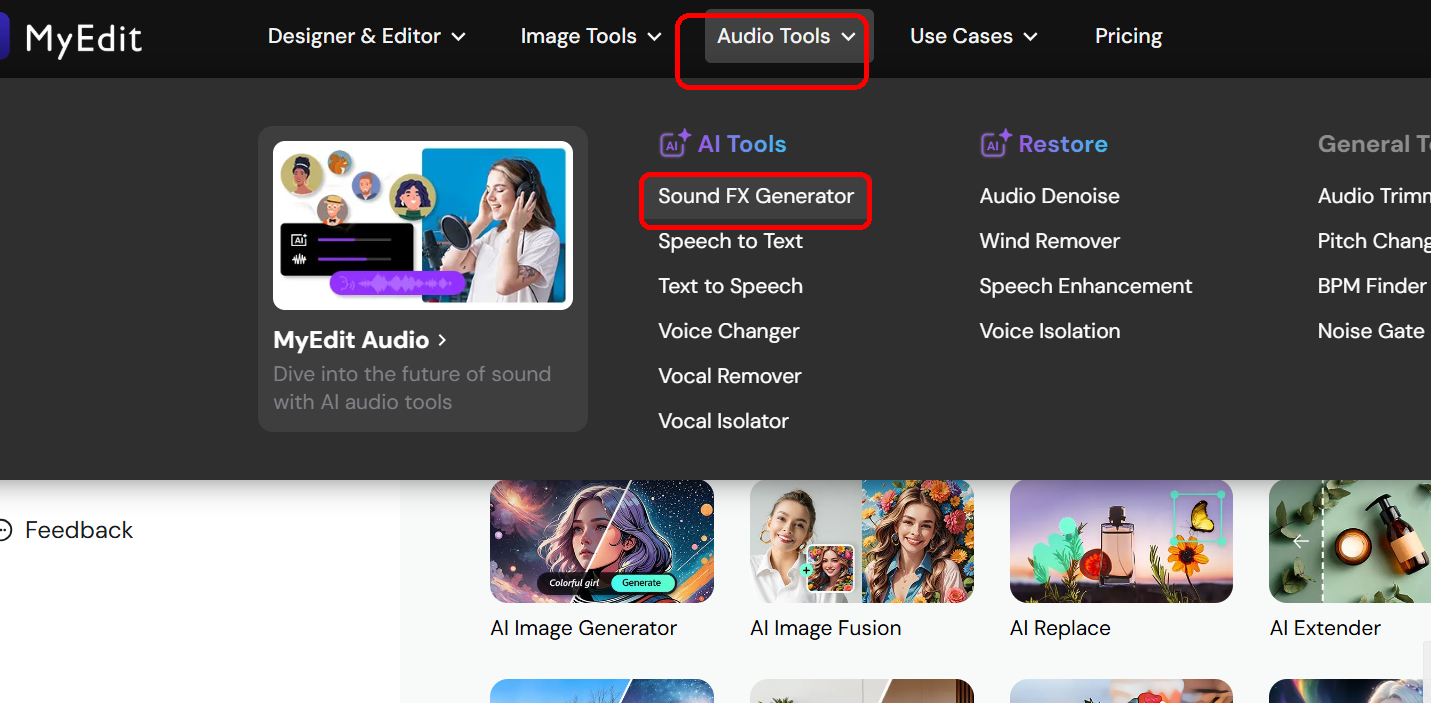 MyEdit
Designer & Editor
Image Tools
Audio Tools
Use Cases
Pricing
MyEdit Audio
Dive into the future of sound
with AI audio tools
AI Tools
Sound FX Generator
Speech to Text
Text to Speech
Voice Changer
Vocal Remover
Vocal Isolator
Restore
Audio Denoise
Wind Remover
Speech Enhancement
Voice Isolation
General T
Audio Trimm
Pitch Chang
BPM Finder
Noise Gate
Feedback
Colorful girl
Generate
AI Image Generator
AI Image Fusion
AI Replace
AI Extender